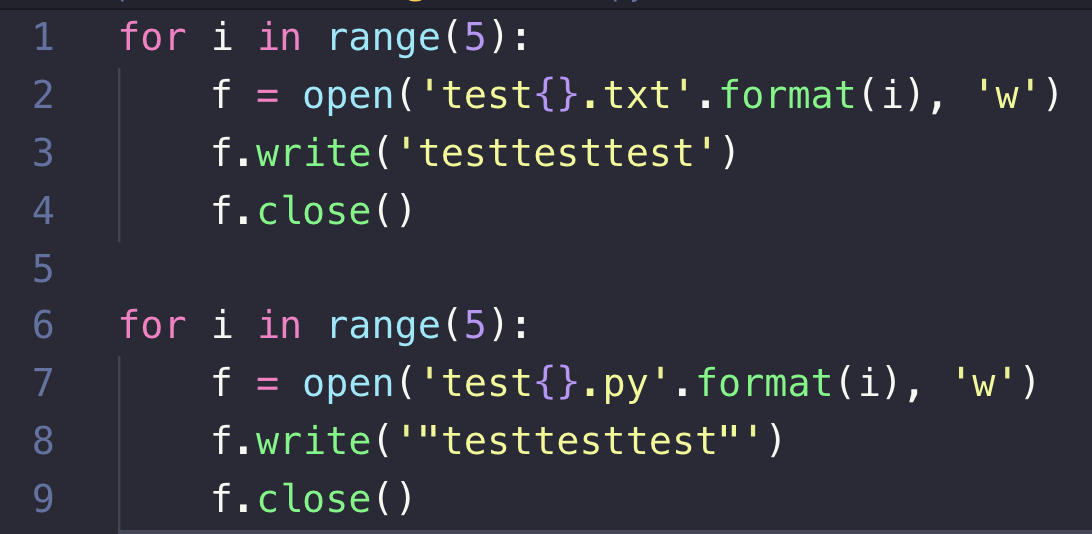 1 for i in range(5):
2     f = open('test{}.txt'.format(i), 'w')
3     f.write('testtesttest')
4     f.close()
5
6 for i in range(5):
7     f = open('test{}.py'.format(i), 'w')
8     f.write('"testtesttest"')
9     f.close()